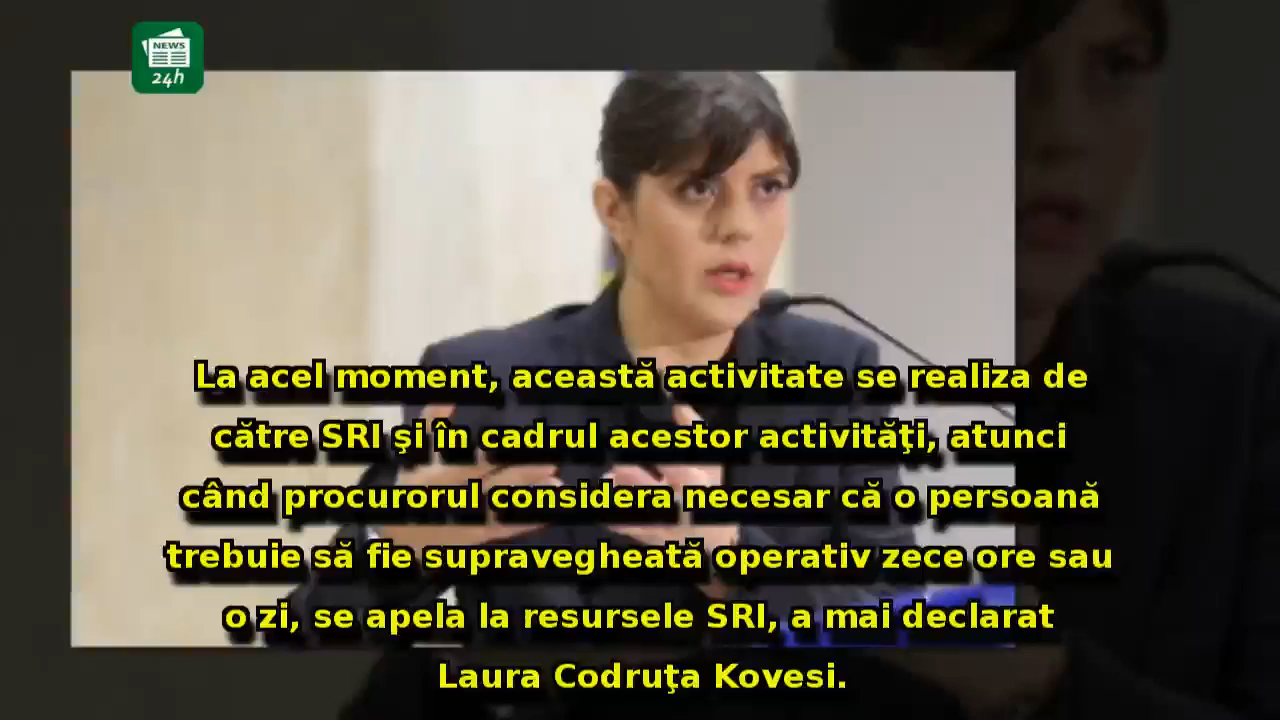 NEWS
24h
La acel moment, această activitate se realiza de
către SRI şi în cadrul acestor activităţi, atunci
când procurorul considera necesar că o persoană
trebuie să fie supravegheată operativ zece ore sau
o zi, se apela la resursele SRI, a mai declarat
Laura Codruţa Kovesi.